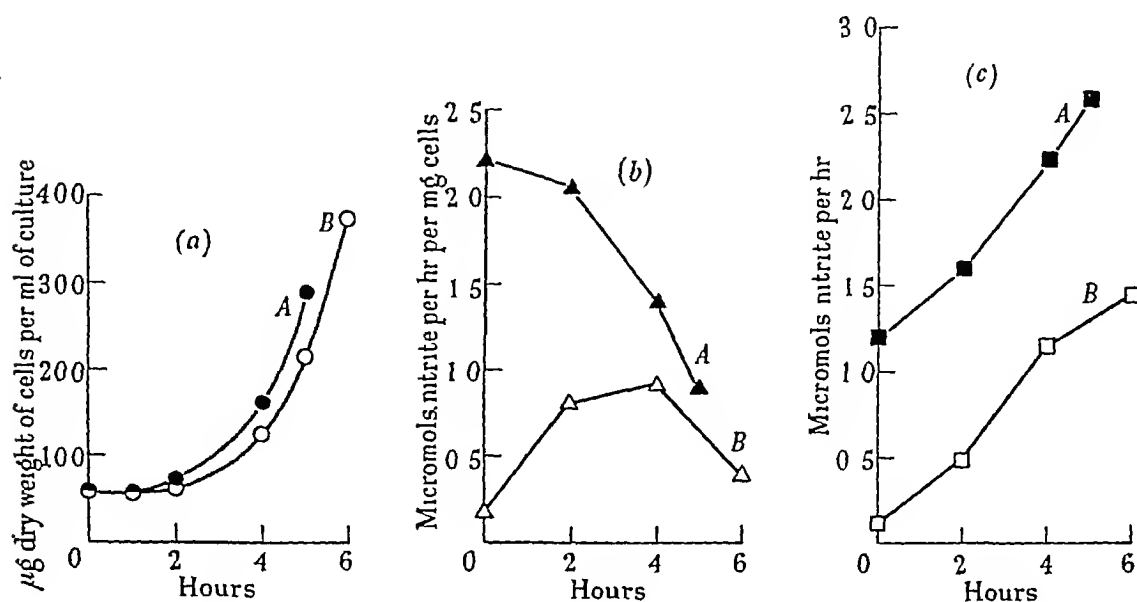 µg dry weight of cells per ml of culture
400
300
200
100
0
2
4
6
Hours
(a)
A
B
Micromols. nitrite per hr per mg cells
2 5
2 0
1 5
1 0
0 5
0
2
4
6
Hours
(b)
A
B
Micromols nitrite per hr
3 0
2 5
2 0
1 5
1 0
0 5
0
2
4
6
Hours
(c)
A
B